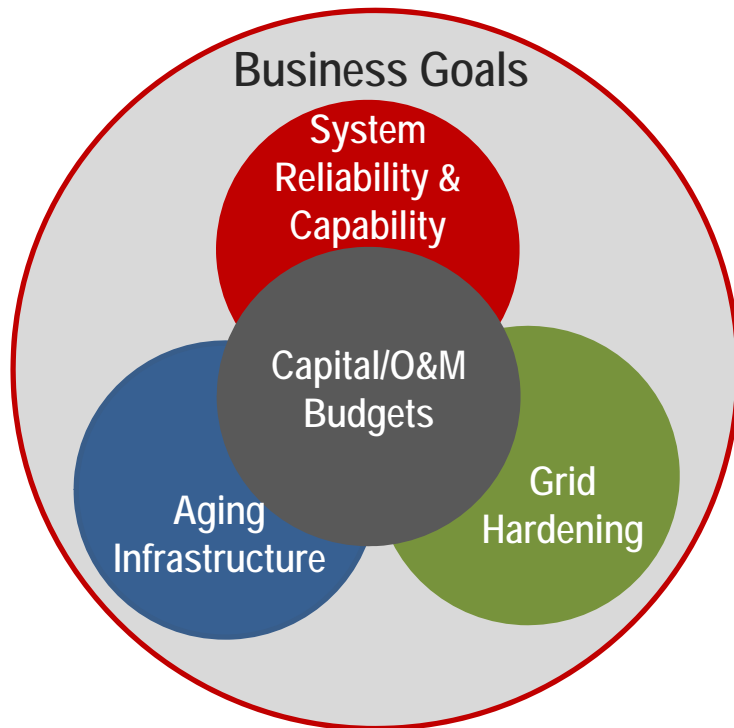 Business Goals
System
Reliability &
Capability
Capital/O&M
Budgets
Aging
Infrastructure
Grid
Hardening